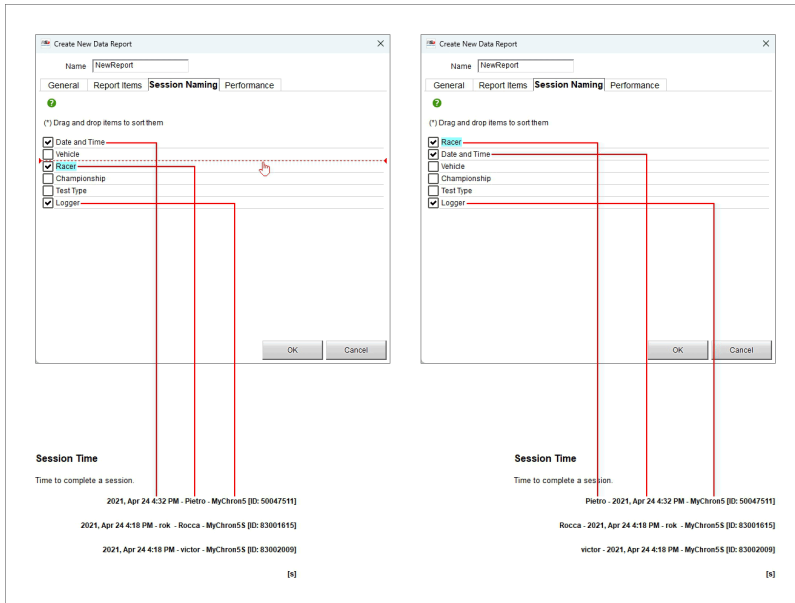 Create New Data Report
Name NewReport
General Report Items Session Naming Performance
(*) Drag and drop items to sort them
Date and Time
Vehicle
Racer
Championship
Test Type
Logger
OK Cancel
Session Time
Time to complete a session.
2021, Apr 24 4:32 PM - Pietro - MyChron5 [ID: 50047511]
2021, Apr 24 4:18 PM - rok - Rocca - MyChron5S [ID: 83001615]
2021, Apr 24 4:18 PM - victor - MyChron5S [ID: 83002009]
[s]
Create New Data Report
Name NewReport
General Report Items Session Naming Performance
(*) Drag and drop items to sort them
Racer
Date and Time
Vehicle
Championship
Test Type
Logger
OK Cancel
Session Time
Time to complete a session.
Pietro - 2021, Apr 24 4:32 PM - MyChron5 [ID: 50047511]
Rocca - 2021, Apr 24 4:18 PM - rok - MyChron5S [ID: 83001615]
victor - 2021, Apr 24 4:18 PM - MyChron5S [ID: 83002009]
[s]